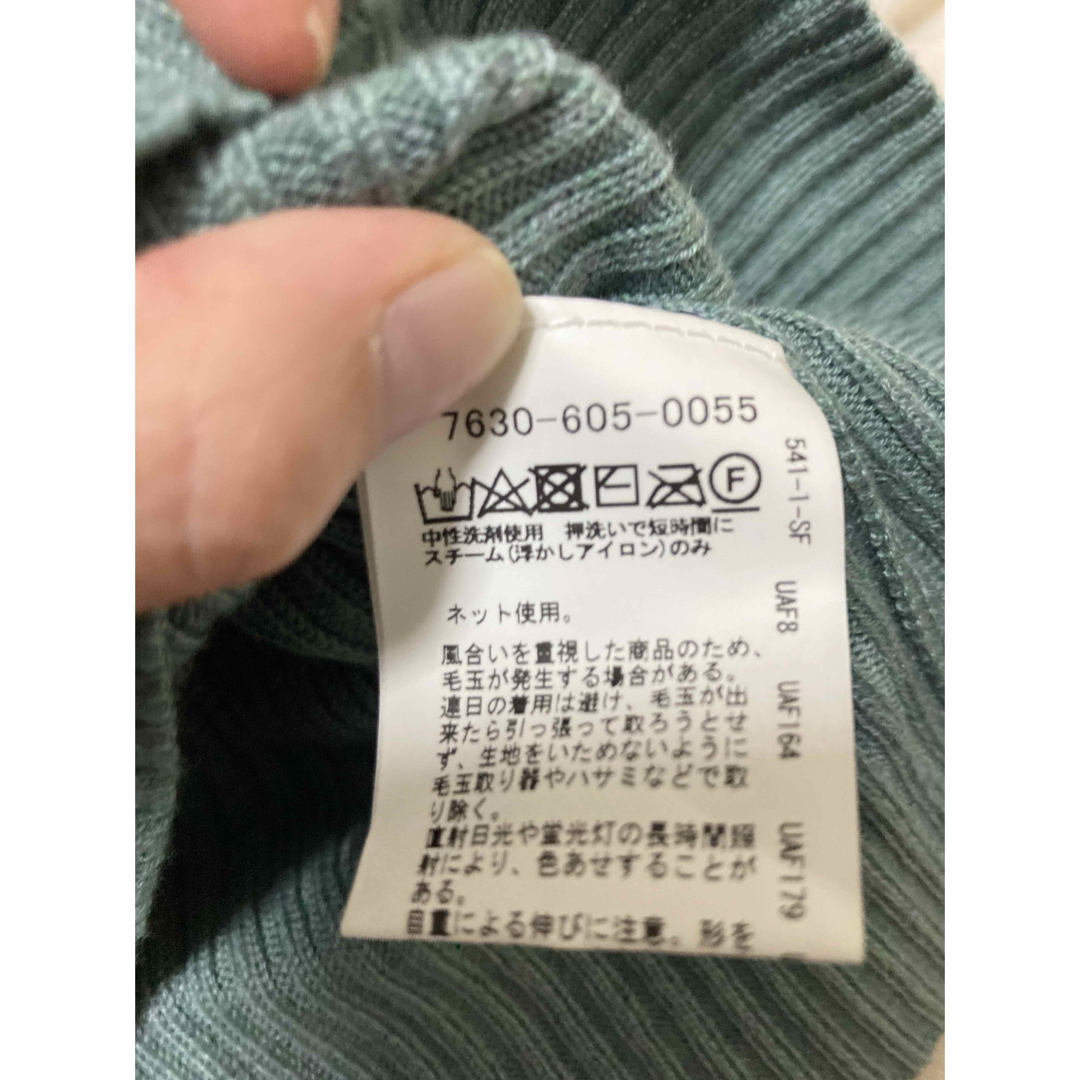 7630-605-0055
F
中性洗剤使用 押洗いで短時間に
スチーム(浮かしアイロン)のみ
ネット使用。
風合いを重視した商品のため、
毛玉が発生する場合がある。
連日の着用は避け、毛玉が出
来たら引っ張って取ろうとせ
ず、生地をいためないように
毛玉取り器やハサミなどで取
り除く。
直射日光や蛍光灯の長時間照
射により、色あせすることが
ある。
自重による伸びに注意。形を
541-1-SF UAF8 UAF164 UAF179